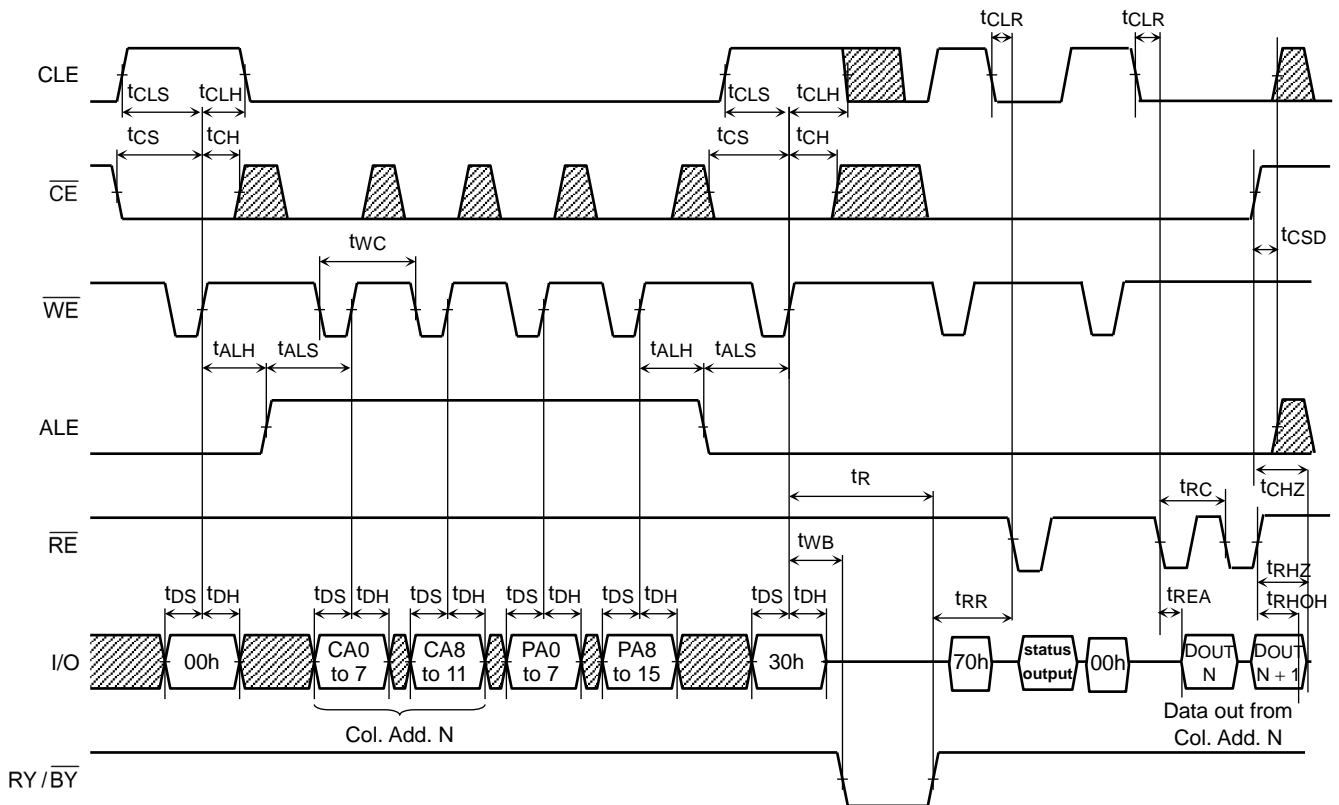 tCLR tCLR
CLE
tCLS tCLH tCLS tCLH
tCS tCH tCS tCH
CE
tCSD
tWC
WE
tALH tALS tALH tALS
ALE
tR
tCHZ
tRC
RE
tWB
tRHZ
tDS tDH tDS tDH tDS tDH tDS tDH tDS tDH tDS tDH tRR tREA tRHOH
I/O 00h CA0 to 7 CA8 to 11 PA0 to 7 PA8 to 15 30h 70h status output 00h DOUT N DOUT N + 1
Col. Add. N
Data out from
Col. Add. N
RY / BY